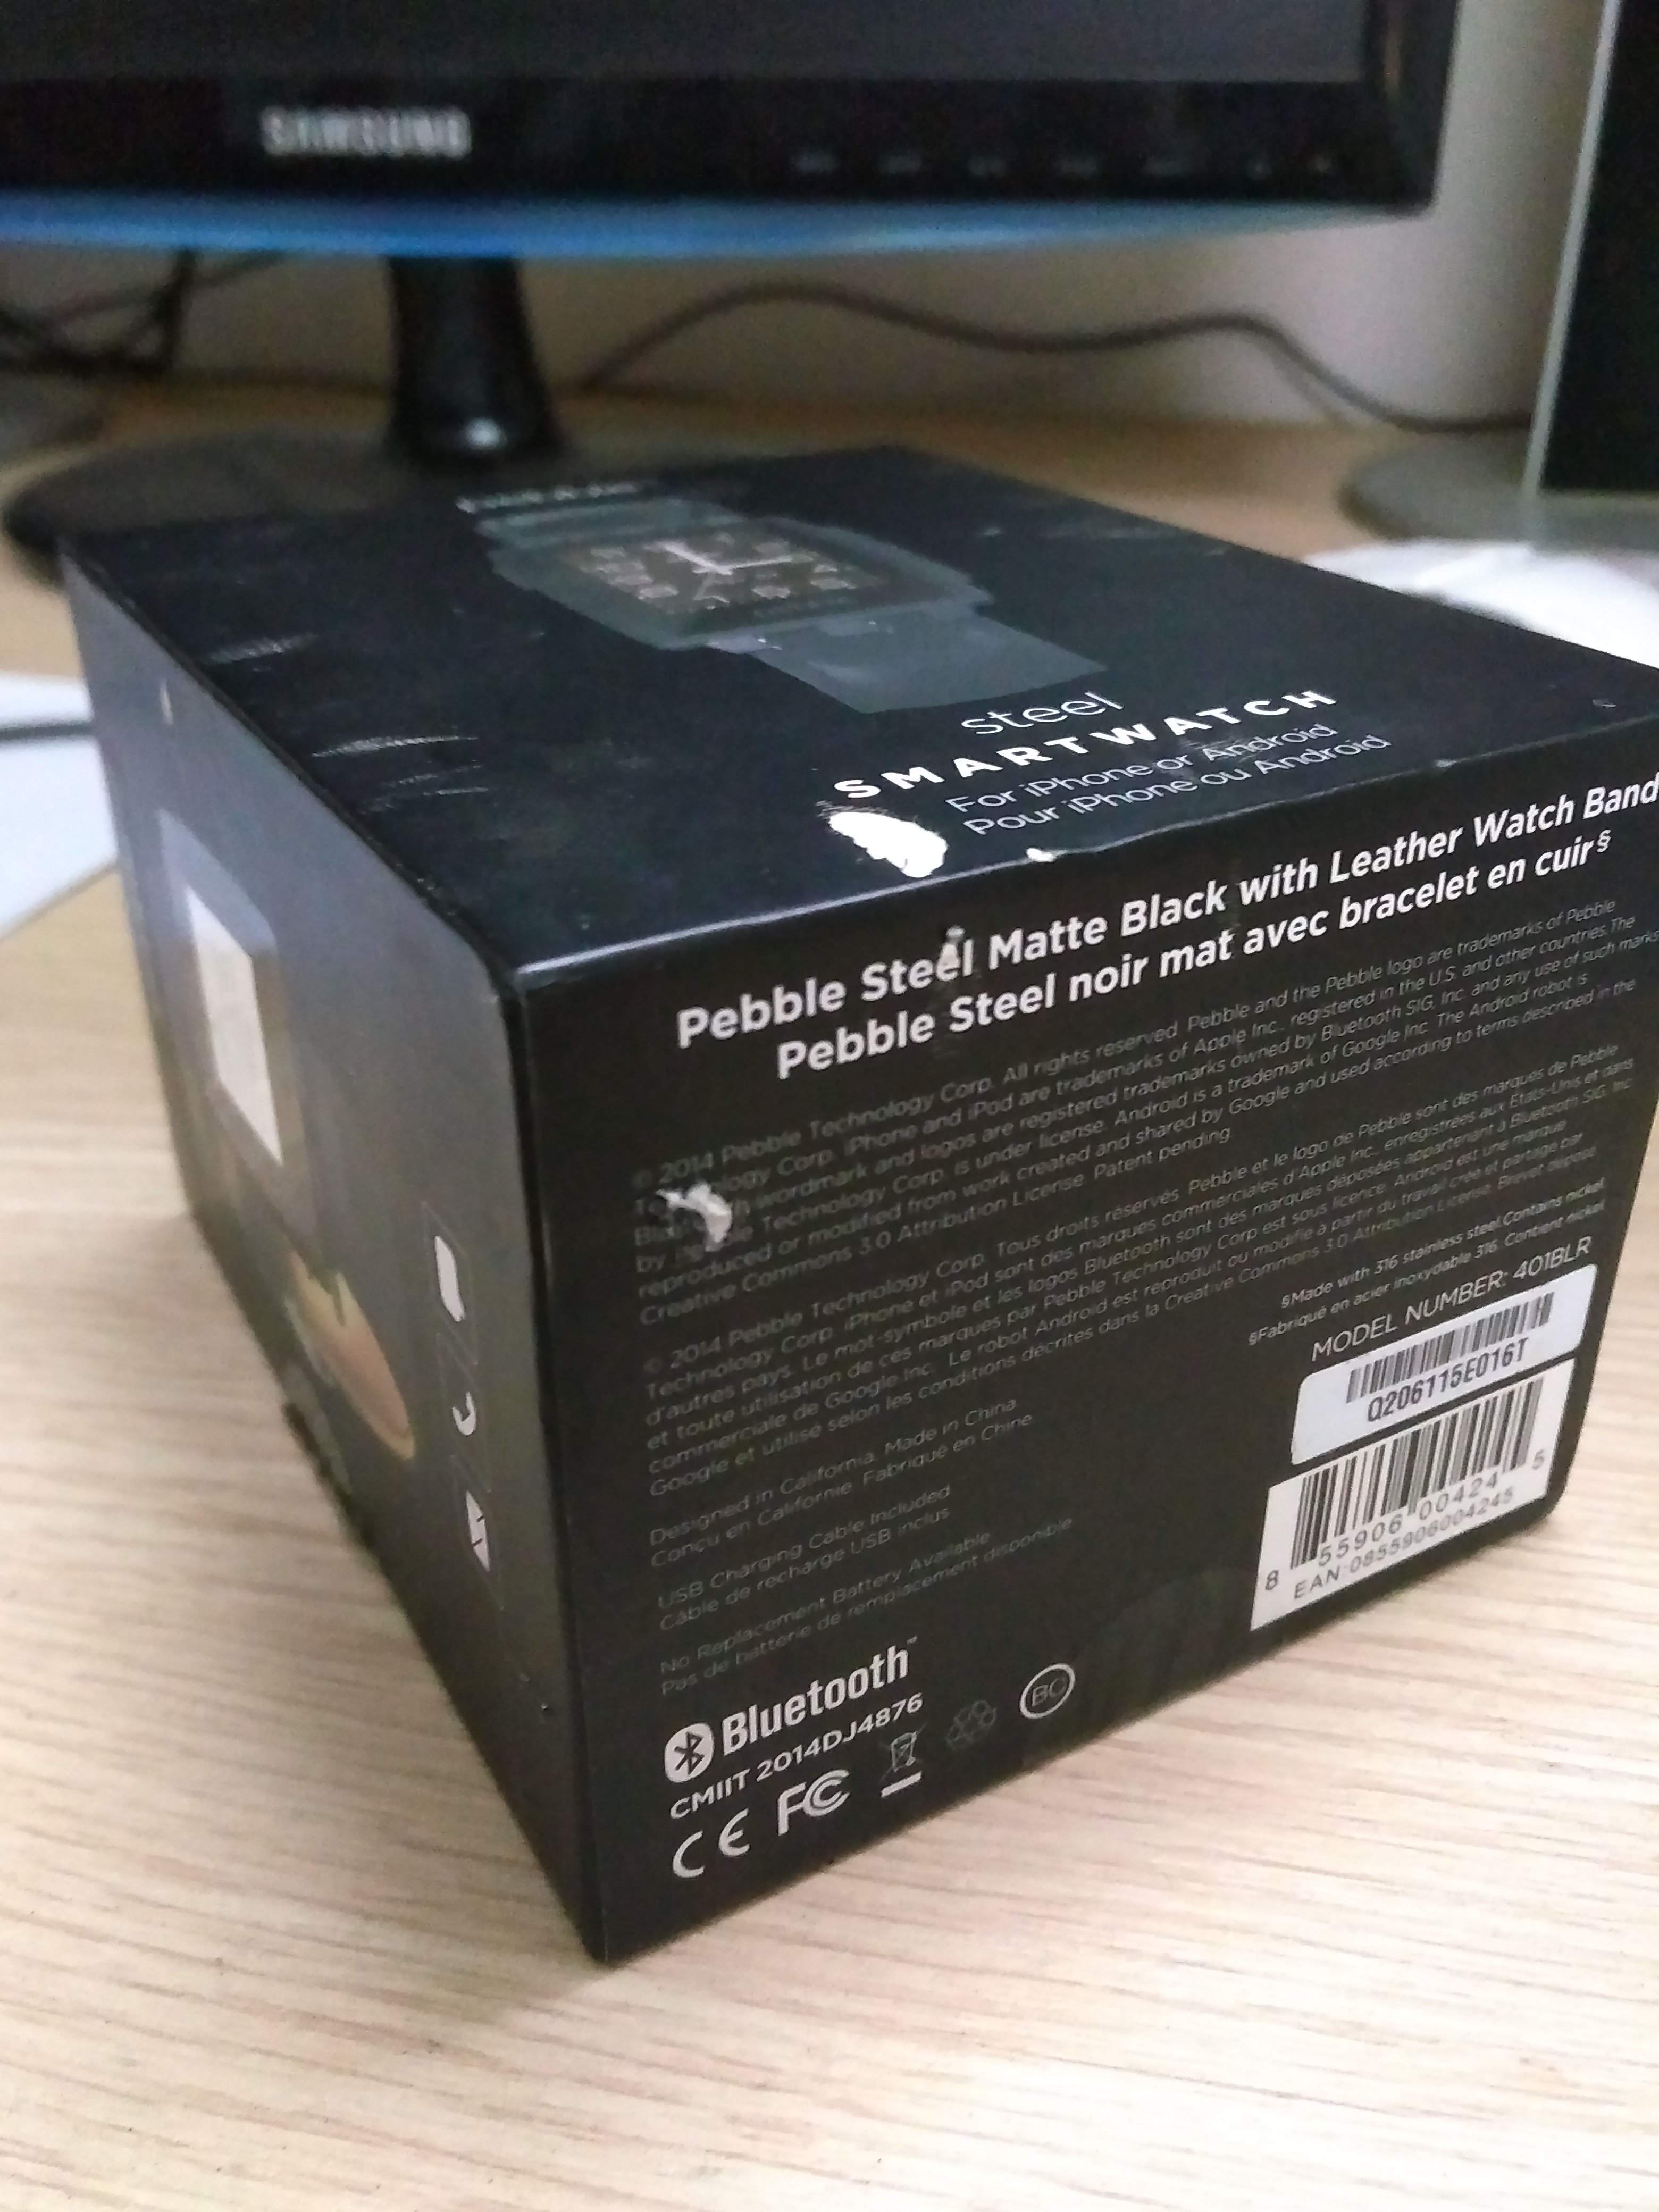 SAMSUNG
steel
SMARTWATCH
For iPhone or Android
Pour iPhone ou Android
Pebble Steel Matte Black with Leather Watch Band
Pebble Steel noir mat avec bracelet en cuir§
© 2014 Pebble Technology Corp. All rights reserved. Pebble and the Pebble logo are trademarks of Pebble
Corp. iPhone and iPod are trademarks of Apple Inc., registered in the U.S. and other countries. The
wordmark and logos are registered trademarks owned by Bluetooth SIG, Inc. and any use of such marks
by Technology Corp. is under license. Android is a trademark of Google Inc. The Android robot is
reproduced or modified from work created and shared by Google and used according to terms described in the
Creative Commons 3.0 Attribution License. Patent pending.
© 2014 Pebble Technology Corp. Tous droits réservés. Pebble et le logo de Pebble sont des marques de Pebble
Technology Corp. iPhone et iPod sont des marques commerciales d'Apple Inc., enregistrées aux États-Unis et dans
d'autres pays. Le mot-symbole et les logos Bluetooth sont des marques déposées appartenant à Bluetooth SIG, Inc.
et toute utilisation de ces marques par Pebble Technology Corp est sous licence. Android est une marque
commerciale de Google Inc. Le robot Android est reproduit ou modifié à partir du travail créé et partagé par
Google et utilisé selon les conditions décrites dans la Creative Commons 3.0 Attribution License. Brevet déposé.
§Made with 316 stainless steel. Contains nickel.
§Fabriqué en acier inoxydable 316. Contient nickel.
MODEL NUMBER: 401BLR
Q206115E016T
8 55906 00424 5
EAN 0855906004245
Designed in California. Made in China.
Conçu en Californie. Fabriqué en Chine.
USB Charging Cable Included
Câble de recharge USB inclus
No Replacement Battery Available
Pas de batterie de remplacement disponible
Bluetooth™
CMIIT 2014DJ4876
CE FC
BC